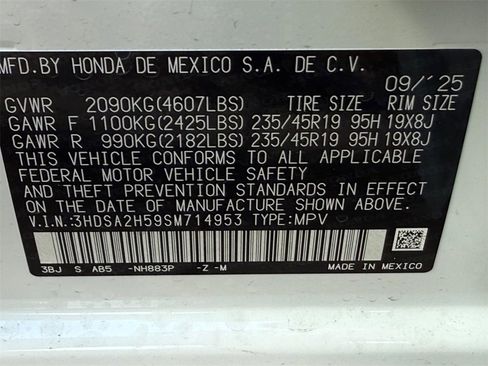 MFD.BY HONDA DE MEXICO S.A. DE C.V.
09/'25
GVWR 2090KG(4607LBS) TIRE SIZE RIM SIZE
GAWR F 1100KG(2425LBS) 235/45R19 95H 19X8J
GAWR R 990KG(2182LBS) 235/45R19 95H 19X8J
THIS VEHICLE CONFORMS TO ALL APPLICABLE
FEDERAL MOTOR VEHICLE SAFETY STANDARDS IN EFFECT
ON THE DATE OF MANUFACTURE SHOWN ABOVE.
V.I.N:3HDSA2H59SM714953 TYPE:MPV
3BJ S AB5 -NH883P -Z -M
MADE IN MEXICO